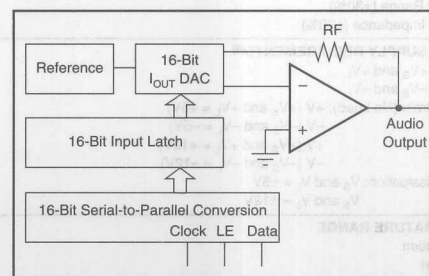 RF
Reference
16-Bit
IOUT DAC
−
+
Audio
Output
16-Bit Input Latch
16-Bit Serial-to-Parallel Conversion
Clock LE Data